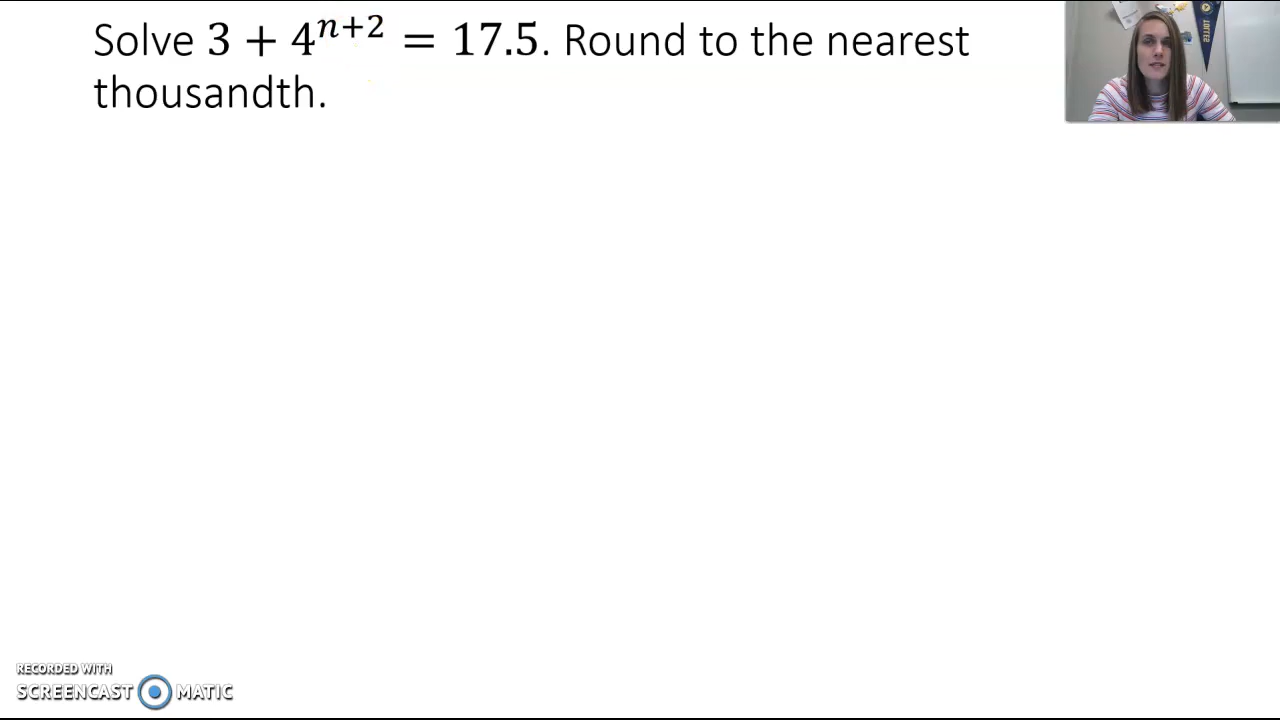 Solve 3 + 4^{n+2} = 17.5. Round to the nearest
thousandth.
RECORDED WITH
SCREENCAST MATIC